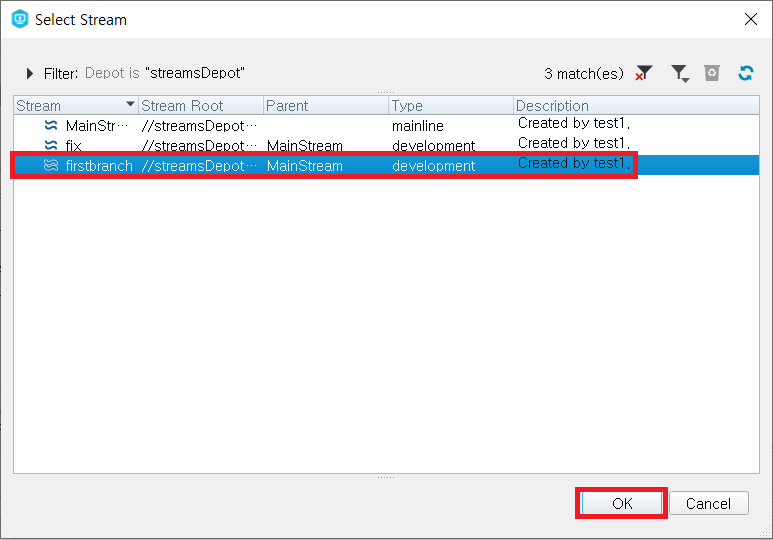 Select Stream
Filter: Depot is "streamsDepot" 3 match(es)
Stream Stream Root Parent Type Description
MainStr... //streamsDepot... mainline Created by test1.
fix //streamsDepot... MainStream development Created by test1.
firstbranch //streamsDepot... MainStream development Created by test1.
OK Cancel